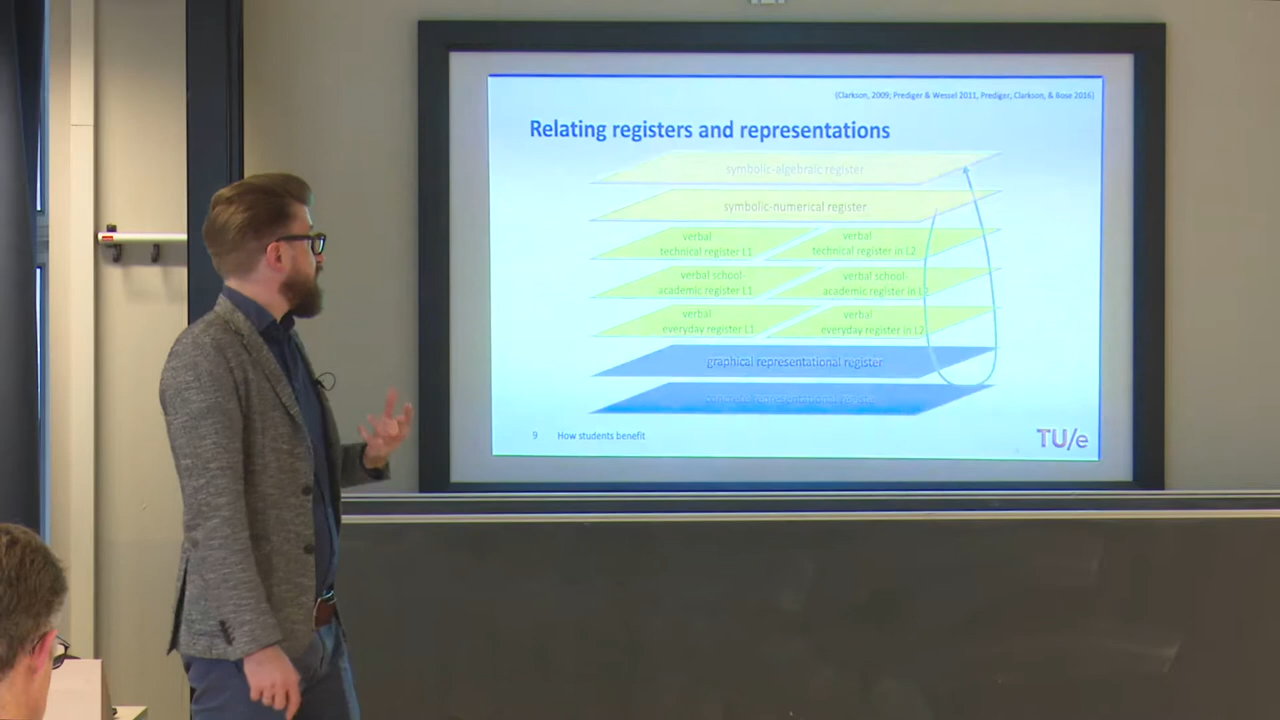 (Clarkson, 2009; Prediger & Wessel 2011, Prediger, Clarkson, & Bose 2016)
Relating registers and representations
symbolic-algebraic register
symbolic-numerical register
verbal
technical register L1
verbal
technical register in L2
verbal school-
academic register L1
verbal school-
academic register in L2
verbal
everyday register L1
verbal
everyday register in L2
graphical representational register
concrete representational register
9 How students benefit
TU/e